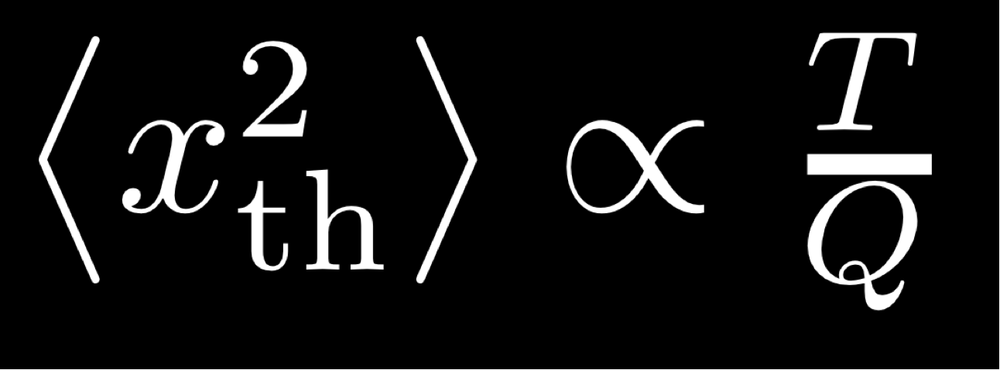 ⟨x²_th⟩ ∝ T/Q